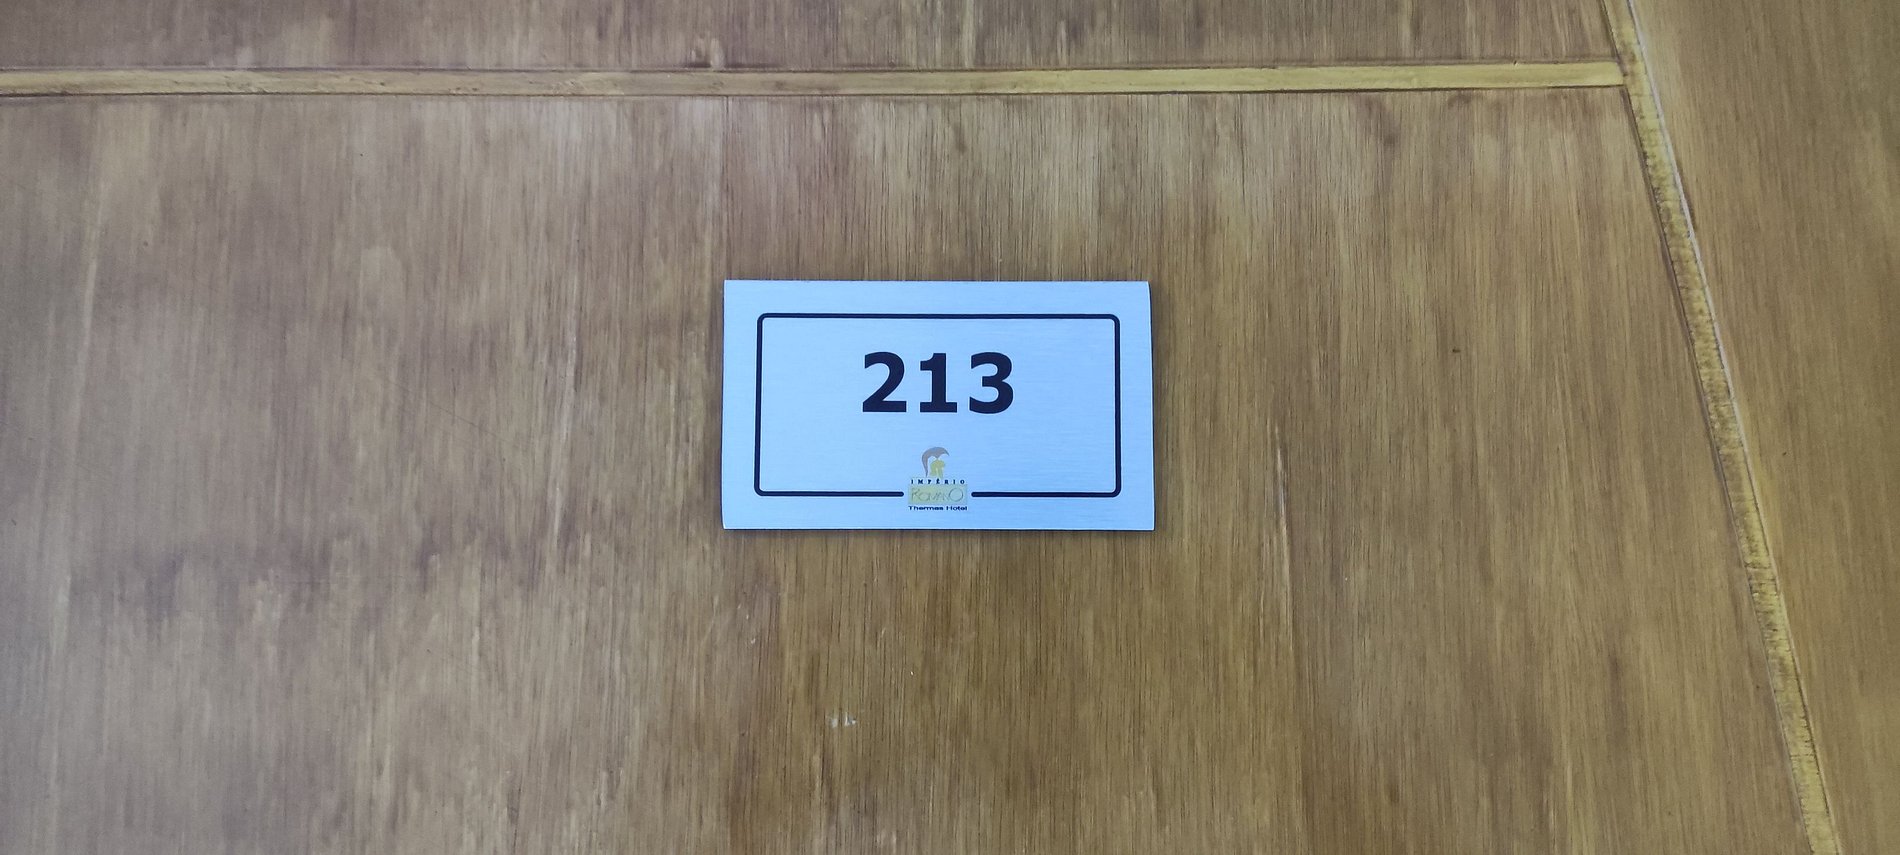 213
IMPÉRIO
ROMANO
Thermas Hotel